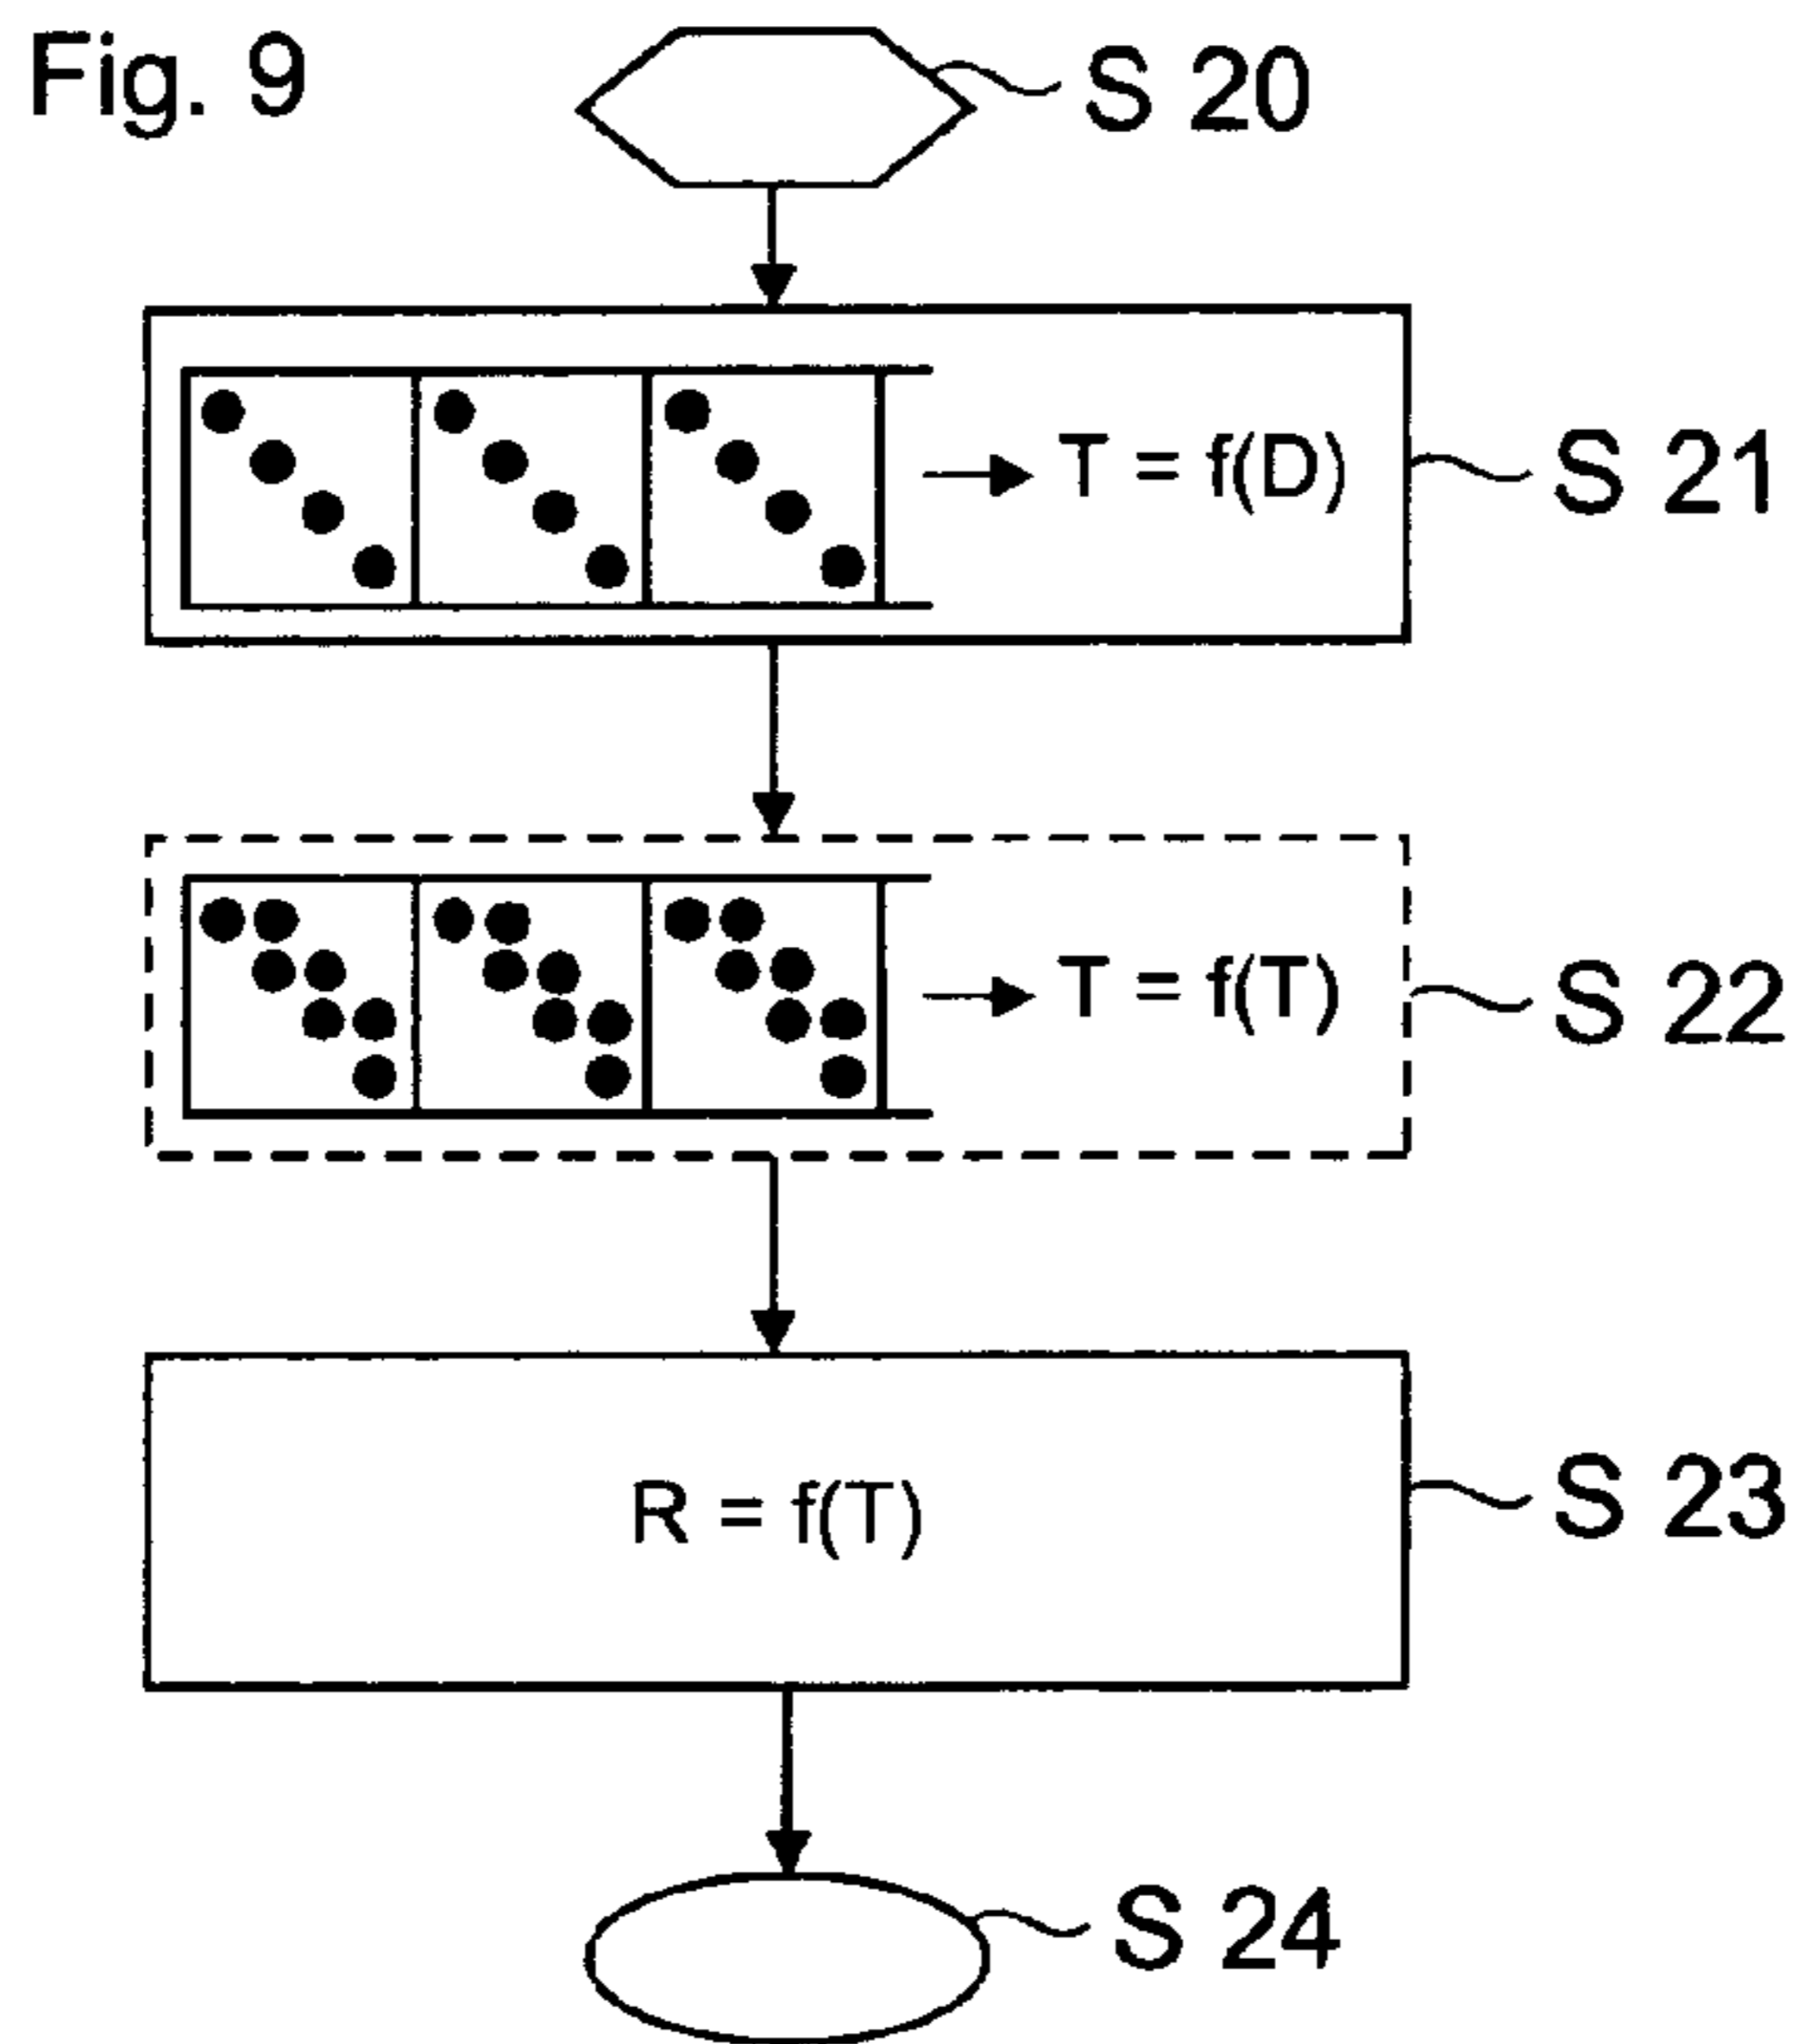 Fig. 9
S 20
T = f(D)
S 21
T = f(T)
S 22
R = f(T)
S 23
S 24